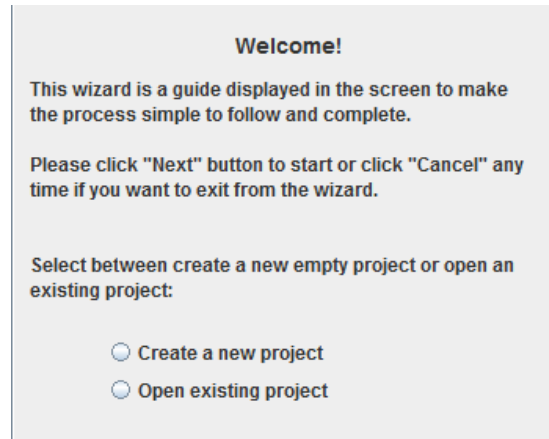 Welcome!
This wizard is a guide displayed in the screen to make
the process simple to follow and complete.
Please click "Next" button to start or click "Cancel" any
time if you want to exit from the wizard.
Select between create a new empty project or open an
existing project:
Create a new project
Open existing project